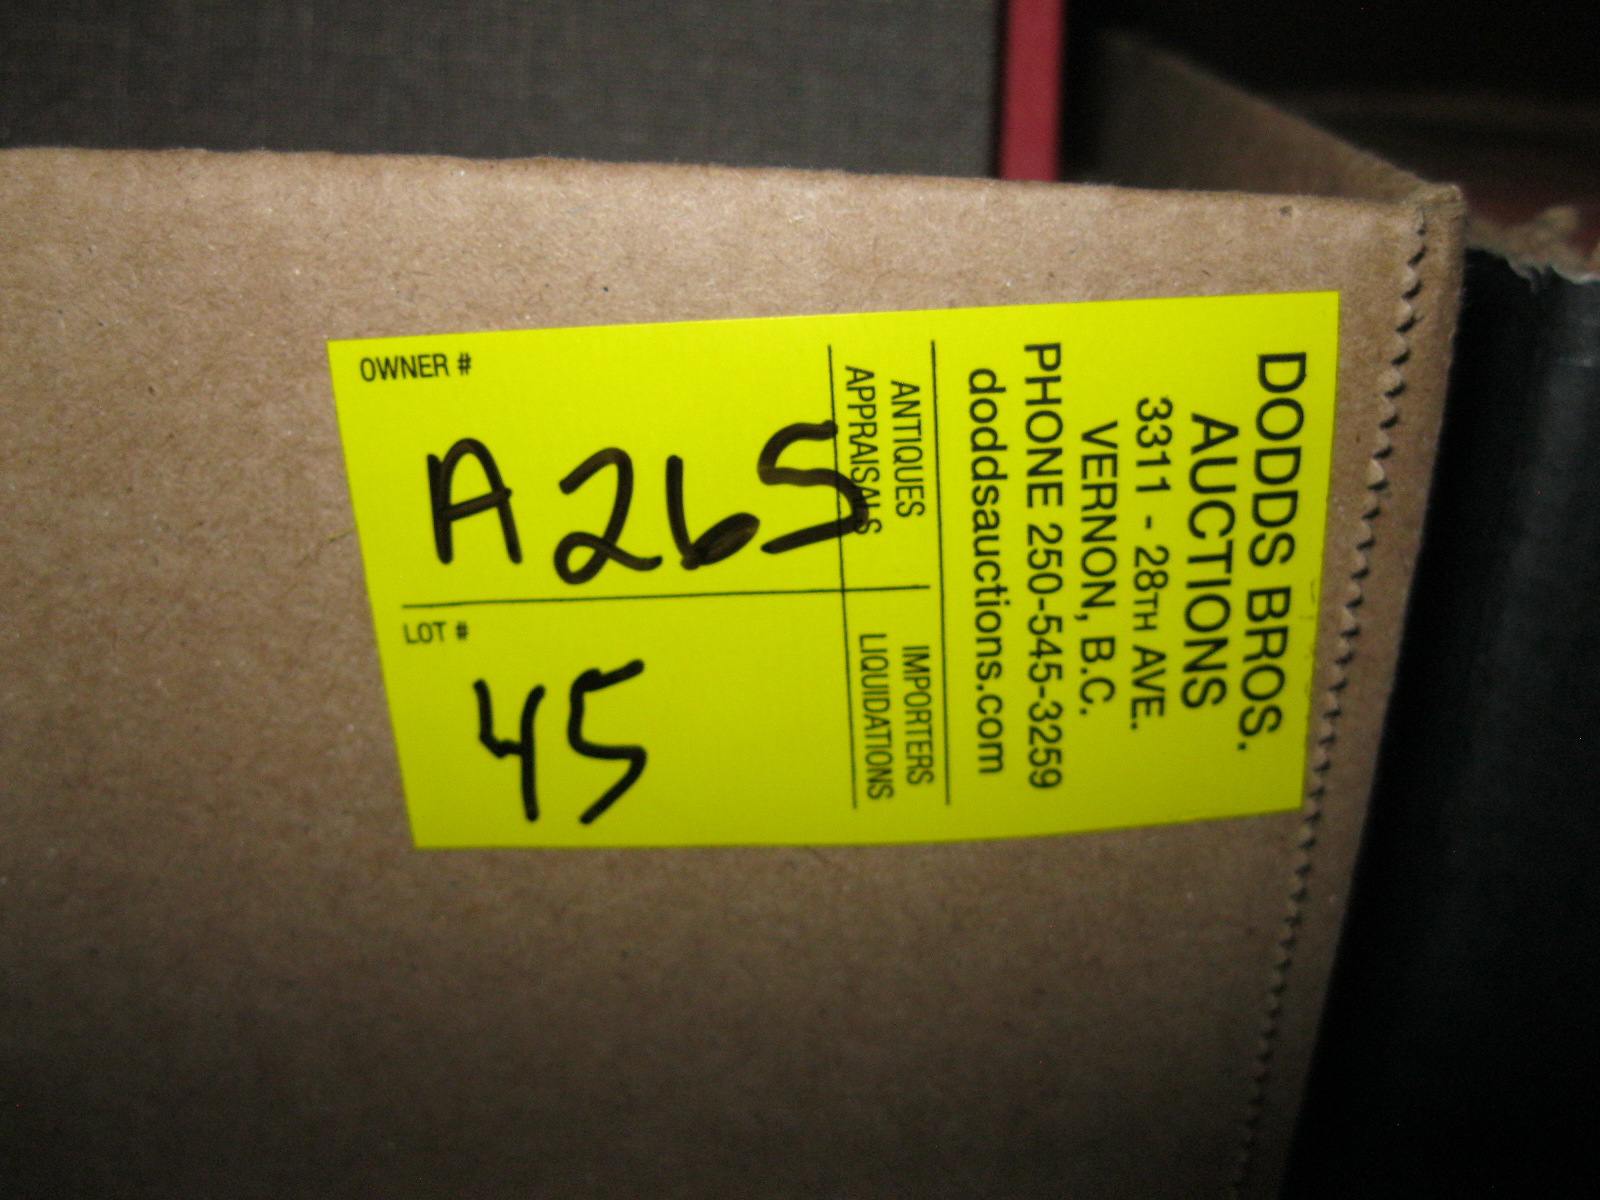 DODDS BROS.
AUCTIONS
3311 - 28TH AVE.
VERNON, B.C.
PHONE 250-545-3259
doddsauctions.com
ANTIQUES
APPRAISALS
IMPORTERS
LIQUIDATIONS
OWNER #
A265
LOT #
45